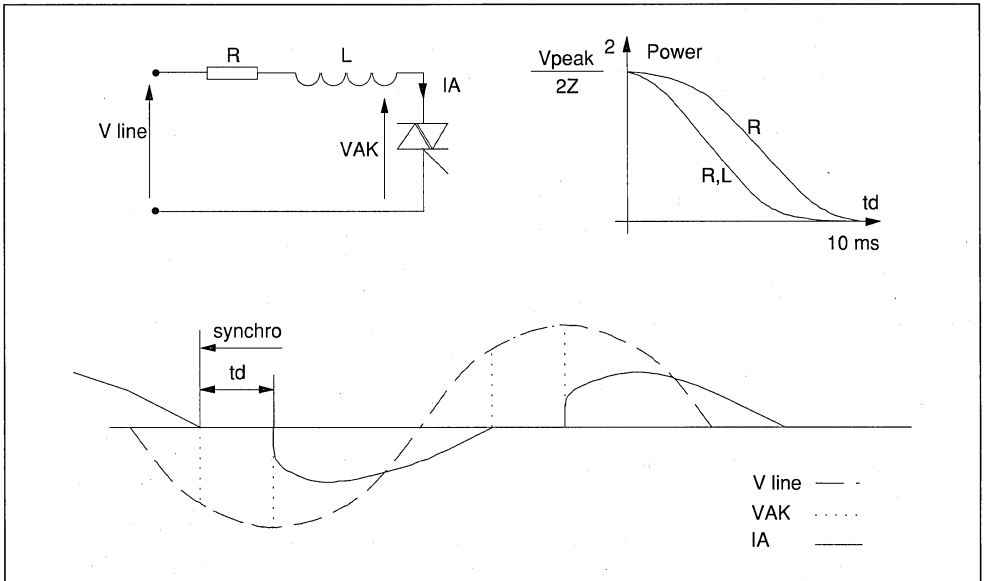 R
L
IA
V line
VAK
Vpeak
2
2Z
Power
R
R,L
td
10 ms
synchro
td
V line
VAK
IA